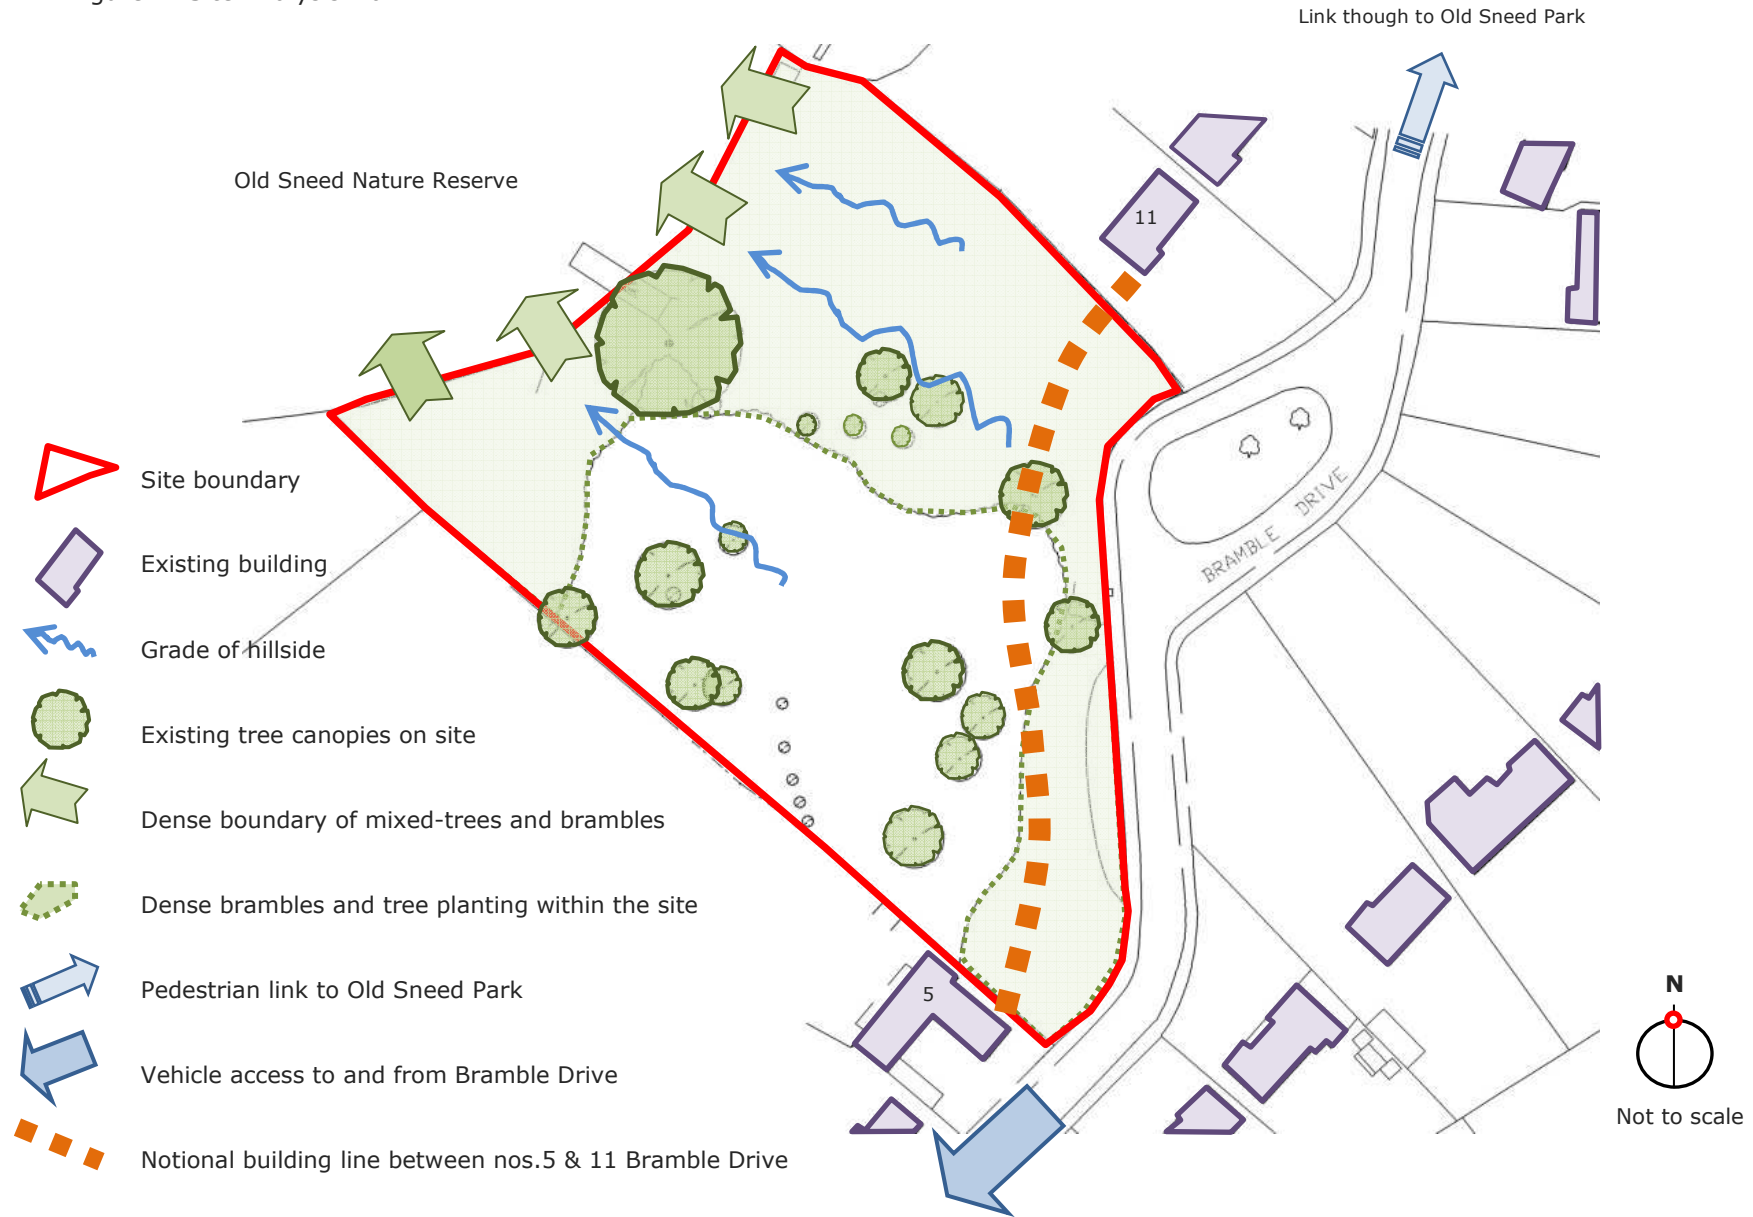 Link though to Old Sneed Park
Old Sneed Nature Reserve
11
BRAMBLE DRIVE
5
Site boundary
Existing building
Grade of hillside
Existing tree canopies on site
Dense boundary of mixed-trees and brambles
Dense brambles and tree planting within the site
Pedestrian link to Old Sneed Park
Vehicle access to and from Bramble Drive
Notional building line between nos.5 & 11 Bramble Drive
N
Not to scale